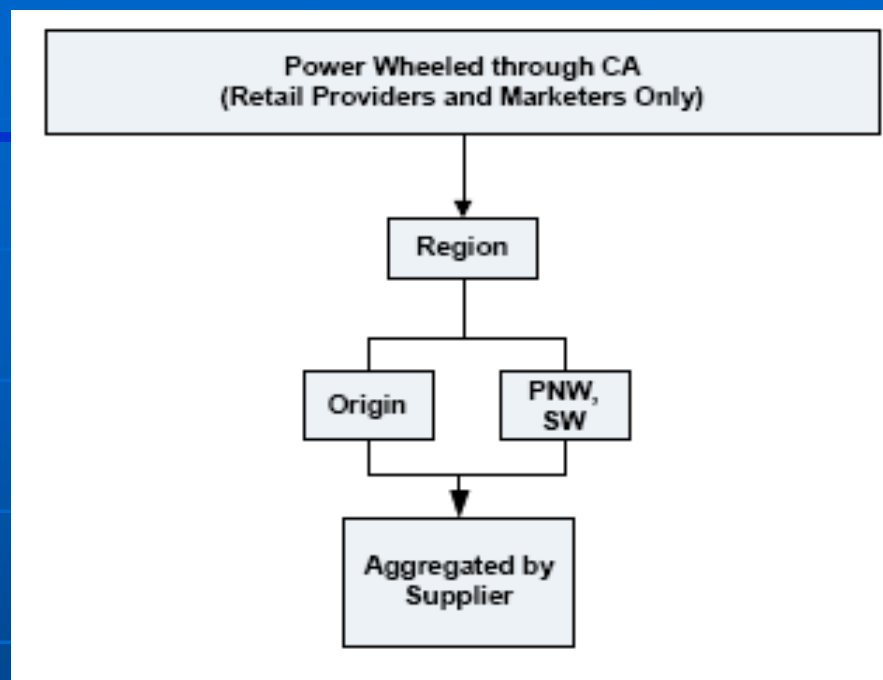 Power Wheeled through CA
(Retail Providers and Marketers Only)
Region
Origin
PNW,
SW
Aggregated by
Supplier